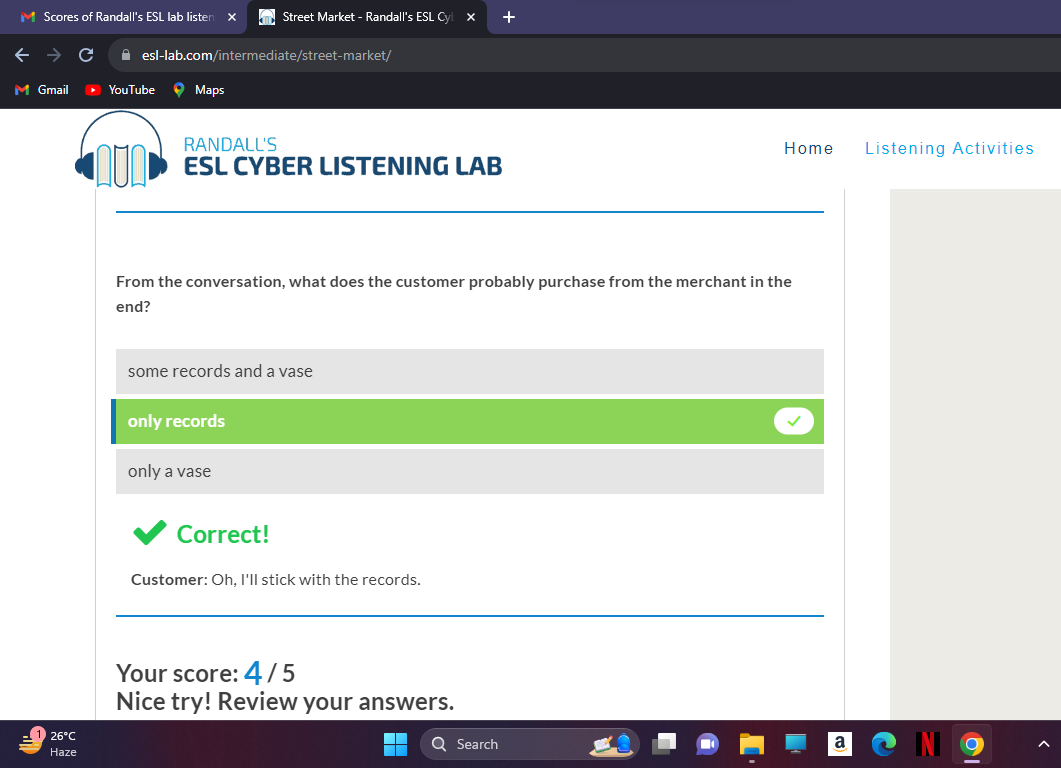 Scores of Randall's ESL lab listen
Street Market - Randall's ESL Cy
esl-lab.com/intermediate/street-market/
Gmail
YouTube
Maps
RANDALL'S
ESL CYBER LISTENING LAB
Home
Listening Activities
From the conversation, what does the customer probably purchase from the merchant in the
end?
some records and a vase
only records
only a vase
Correct!
Customer: Oh, I'll stick with the records.
Your score: 4 / 5
Nice try! Review your answers.
1
26°C
Haze
Search
a
N